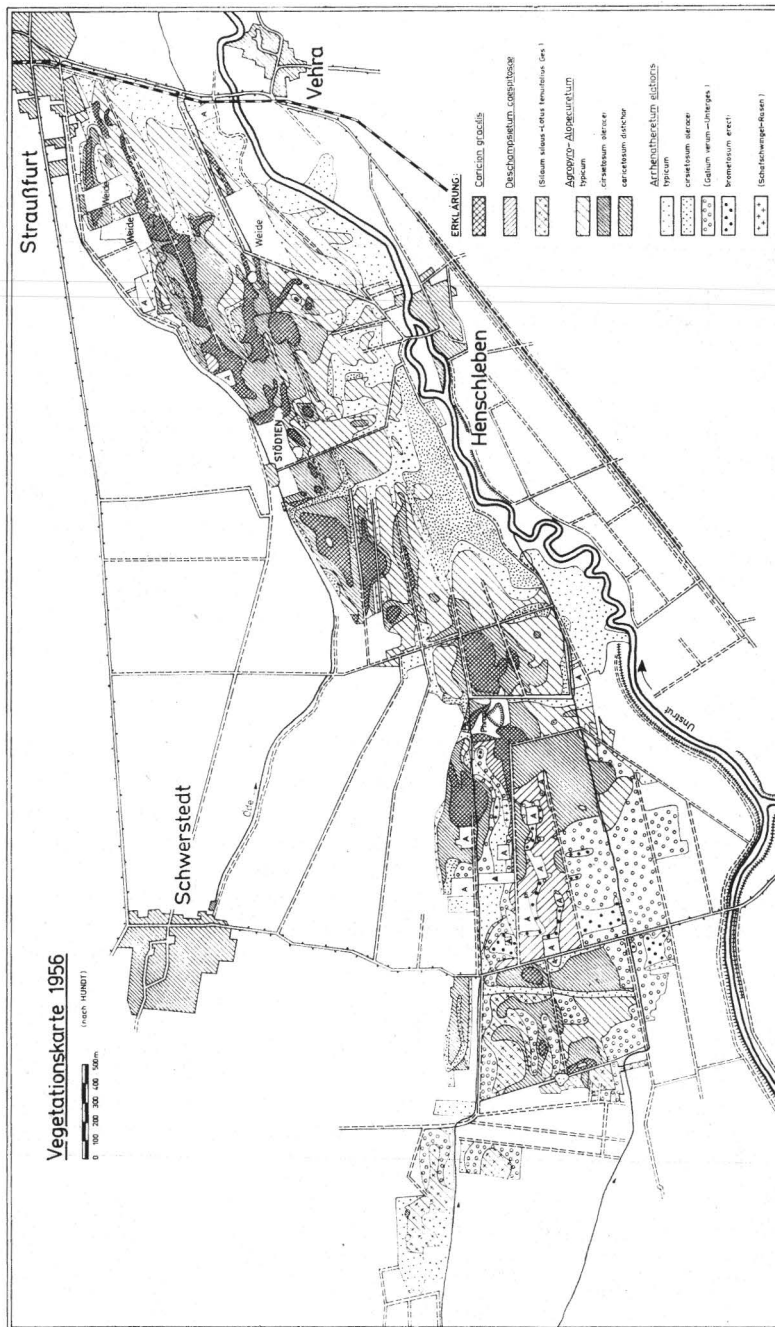 Vegetationskarte 1956
(nach HUNDT)
0 100 200 300 400 500m
Schwerstedt
Straußfurt
Vehra
Henschleben
STÖDTEN
Unstrut
Weide
Weide
Weide
A
A
A
A
A
A
A
A
A
A
A
ERKLÄRUNG:
Caricion gracilis
Deschampsietum caespitosae
(Silaum silaus-Lotus tenuifolius Ges.)
Agropyro-Alopecuretum
typicum
cirsietosum oleracei
caricetosum distichae
Arrhenatheretum elatioris
typicum
cirsietosum oleracei
(Galium verum-Unterges.)
brometosum erecti
(Schafschwingel-Rasen)